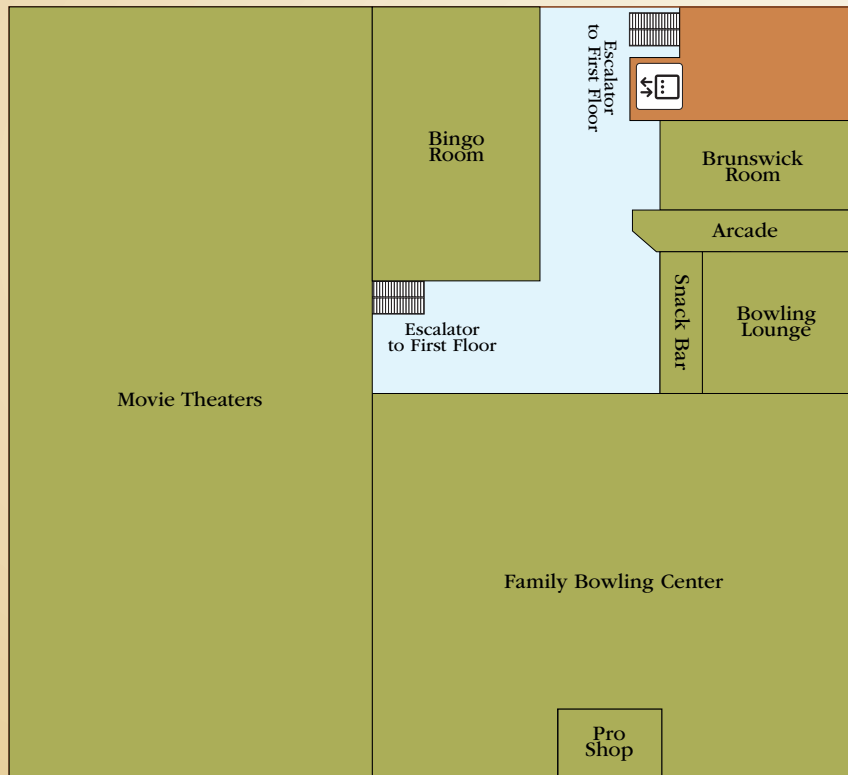 Escalator
to First Floor
Bingo
Room
Brunswick
Room
Arcade
Snack Bar
Bowling
Lounge
Escalator
to First Floor
Movie Theaters
Family Bowling Center
Pro
Shop